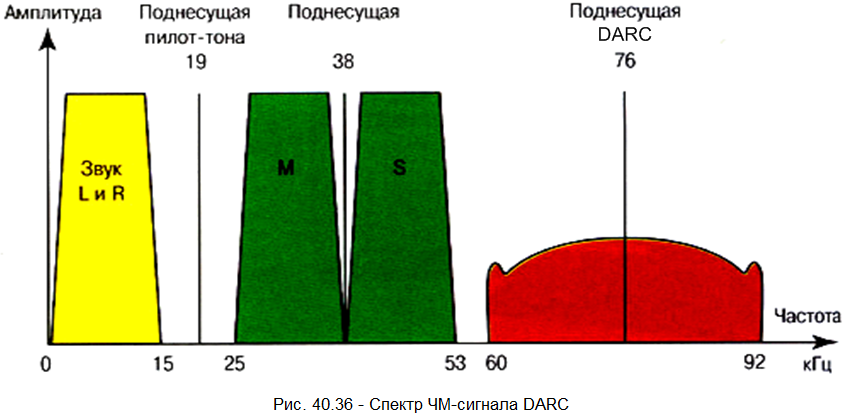 Амплитуда
Поднесущая
пилот-тона
19
Поднесущая
38
Поднесущая
DARC
76
Звук
L и R
M
S
Частота
кГц
0
15
25
53
60
92
Рис. 40.36 - Спектр ЧМ-сигнала DARC